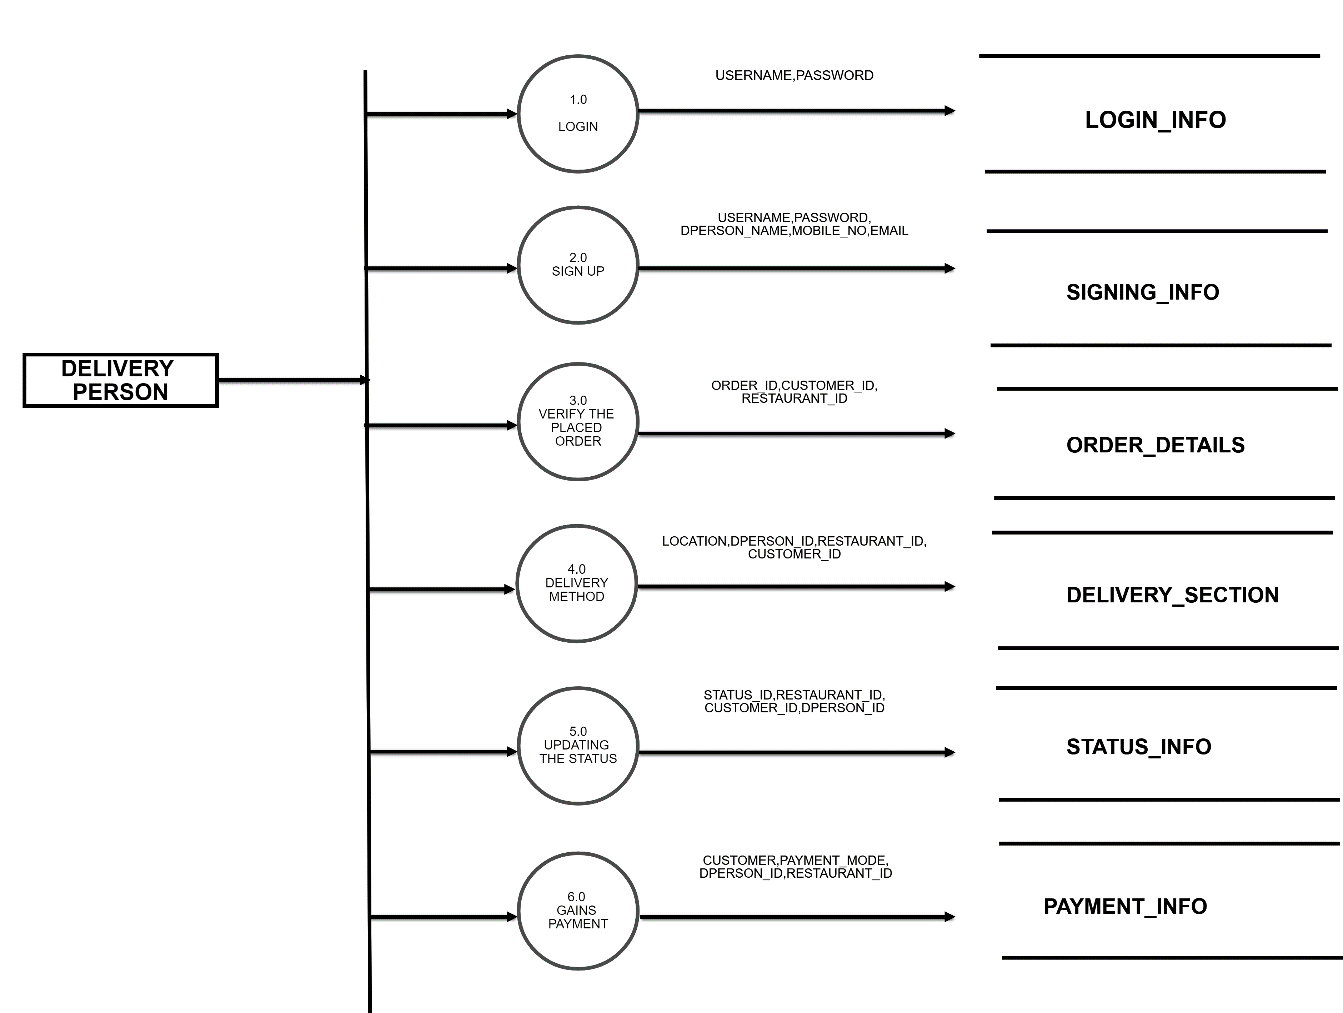 1.0
LOGIN
USERNAME,PASSWORD
LOGIN_INFO
2.0
SIGN UP
USERNAME,PASSWORD,
DPERSON_NAME,MOBILE_NO,EMAIL
SIGNING_INFO
DELIVERY
PERSON
3.0
VERIFY THE
PLACED
ORDER
ORDER_ID,CUSTOMER_ID,
RESTAURANT_ID
ORDER_DETAILS
4.0
DELIVERY
METHOD
LOCATION,DPERSON_ID,RESTAURANT_ID,
CUSTOMER_ID
DELIVERY_SECTION
5.0
UPDATING
THE STATUS
STATUS_ID,RESTAURANT_ID,
CUSTOMER_ID,DPERSON_ID
STATUS_INFO
6.0
GAINS
PAYMENT
CUSTOMER,PAYMENT_MODE,
DPERSON_ID,RESTAURANT_ID
PAYMENT_INFO